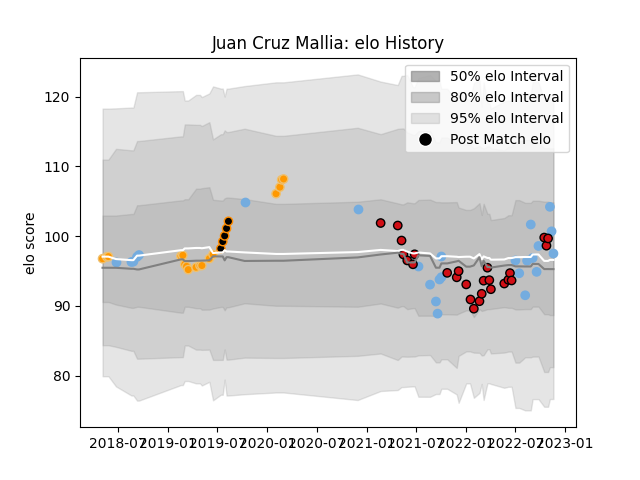 Juan Cruz Mallia: elo History
50% elo Interval
80% elo Interval
95% elo Interval
Post Match elo
elo score
120
110
100
90
80
2018-07 2019-01 2019-07 2020-01 2020-07 2021-01 2021-07 2022-01 2022-07 2023-01